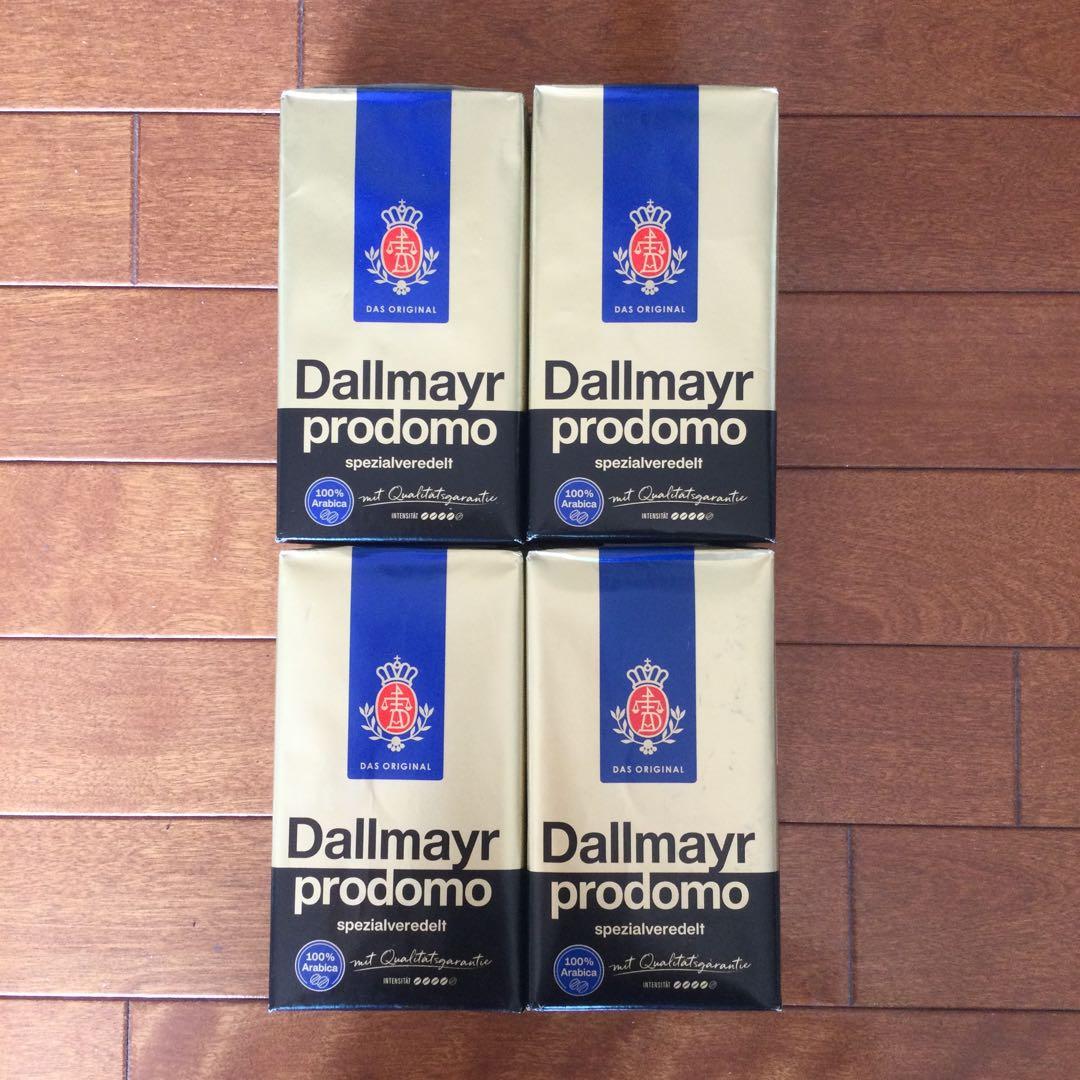 DAS ORIGINAL
Dallmayr
prodomo
spezialveredelt
100%
Arabica
mit Qualitätsgarantie
INTENSITÄT
DAS ORIGINAL
Dallmayr
prodomo
spezialveredelt
100%
Arabica
mit Qualitätsgarantie
INTENSITÄT
DAS ORIGINAL
Dallmayr
prodomo
spezialveredelt
100%
Arabica
mit Qualitätsgarantie
INTENSITÄT
DAS ORIGINAL
Dallmayr
prodomo
spezialveredelt
100%
Arabica
mit Qualitätsgarantie
INTENSITÄT